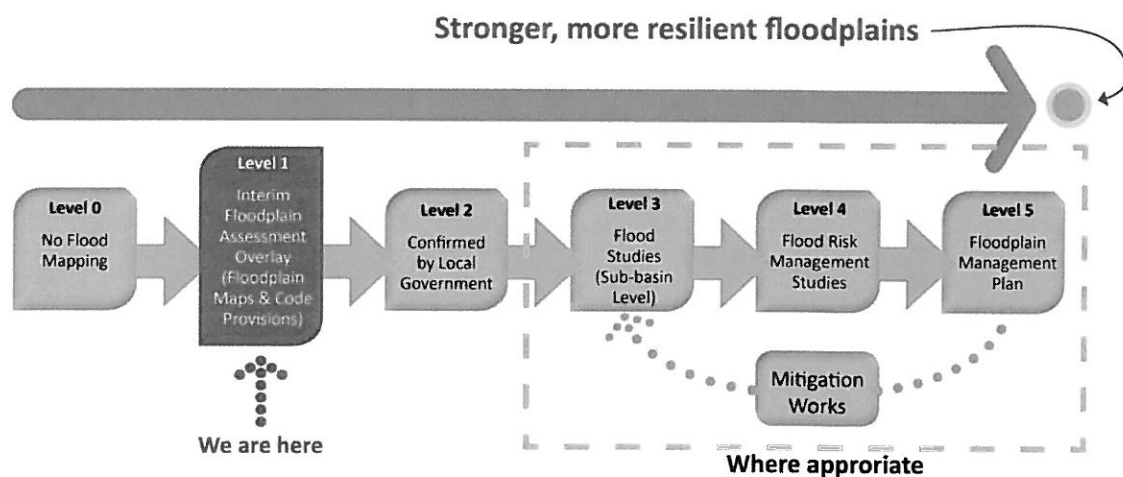 Stronger, more resilient floodplains
Level 0
No Flood
Mapping
Level 1
Interim
Floodplain
Assessment
Overlay
(Floodplain
Maps & Code
Provisions)
Level 2
Confirmed
by Local
Government
Level 3
Flood
Studies
(Sub-basin
Level)
Level 4
Flood Risk
Management
Studies
Level 5
Floodplain
Management
Plan
Mitigation
Works
We are here
Where approriate